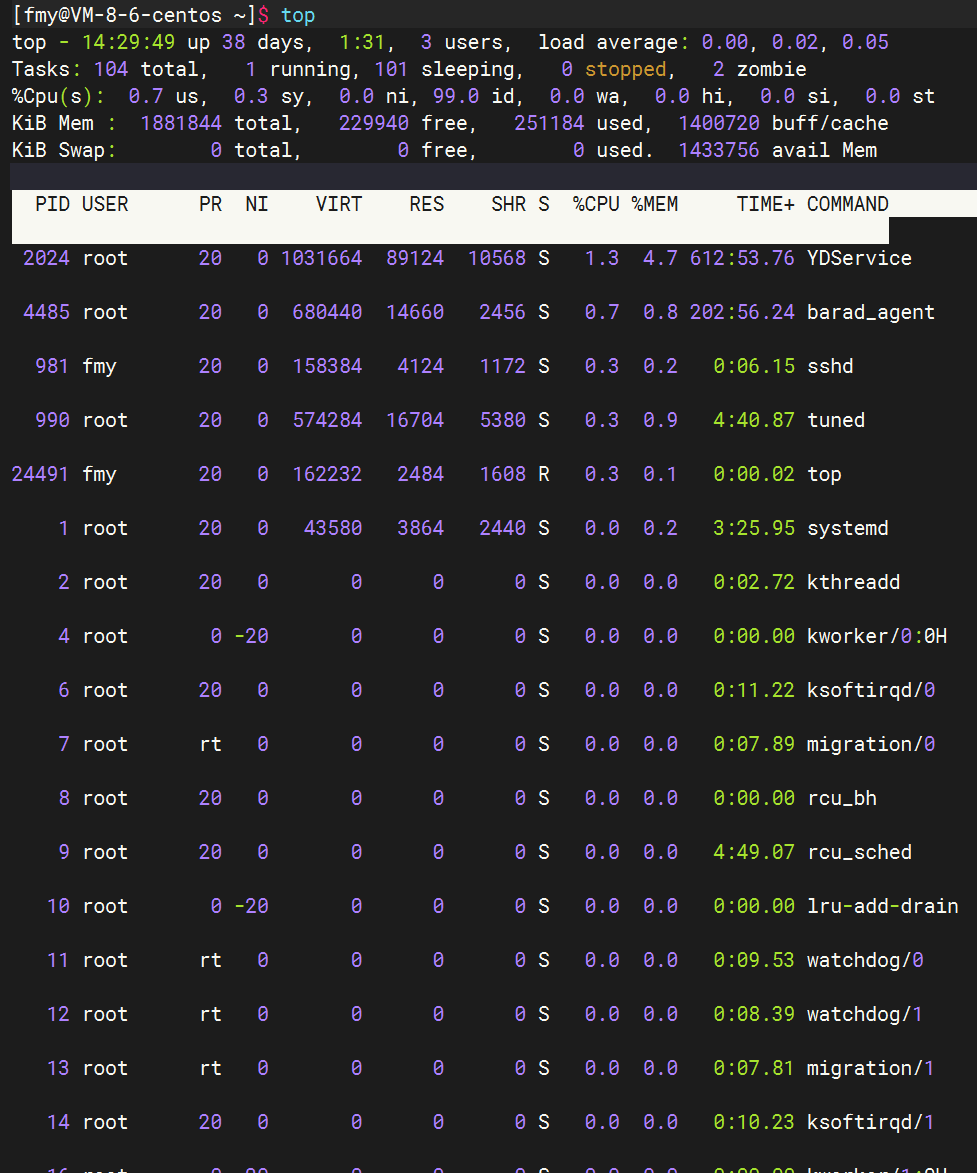 [fmy@VM-8-6-centos ~]$ top
top - 14:29:49 up 38 days,  1:31,  3 users,  load average: 0.00, 0.02, 0.05
Tasks: 104 total,   1 running, 101 sleeping,   0 stopped,   2 zombie
%Cpu(s):  0.7 us,  0.3 sy,  0.0 ni, 99.0 id,  0.0 wa,  0.0 hi,  0.0 si,  0.0 st
KiB Mem :  1881844 total,   229940 free,   251184 used,  1400720 buff/cache
KiB Swap:        0 total,        0 free,        0 used.  1433756 avail Mem
  PID USER      PR  NI    VIRT    RES    SHR S  %CPU %MEM     TIME+ COMMAND
 2024 root      20   0 1031664  89124  10568 S   1.3  4.7 612:53.76 YDService
 4485 root      20   0  680440  14660   2456 S   0.7  0.8 202:56.24 barad_agent
  981 fmy       20   0  158384   4124   1172 S   0.3  0.2   0:06.15 sshd
  990 root      20   0  574284  16704   5380 S   0.3  0.9   4:40.87 tuned
24491 fmy       20   0  162232   2484   1608 R   0.3  0.1   0:00.02 top
    1 root      20   0   43580   3864   2440 S   0.0  0.2   3:25.95 systemd
    2 root      20   0       0      0      0 S   0.0  0.0   0:02.72 kthreadd
    4 root       0 -20       0      0      0 S   0.0  0.0   0:00.00 kworker/0:0H
    6 root      20   0       0      0      0 S   0.0  0.0   0:11.22 ksoftirqd/0
    7 root      rt   0       0      0      0 S   0.0  0.0   0:07.89 migration/0
    8 root      20   0       0      0      0 S   0.0  0.0   0:00.00 rcu_bh
    9 root      20   0       0      0      0 S   0.0  0.0   4:49.07 rcu_sched
   10 root       0 -20       0      0      0 S   0.0  0.0   0:00.00 lru-add-drain
   11 root      rt   0       0      0      0 S   0.0  0.0   0:09.53 watchdog/0
   12 root      rt   0       0      0      0 S   0.0  0.0   0:08.39 watchdog/1
   13 root      rt   0       0      0      0 S   0.0  0.0   0:07.81 migration/1
   14 root      20   0       0      0      0 S   0.0  0.0   0:10.23 ksoftirqd/1